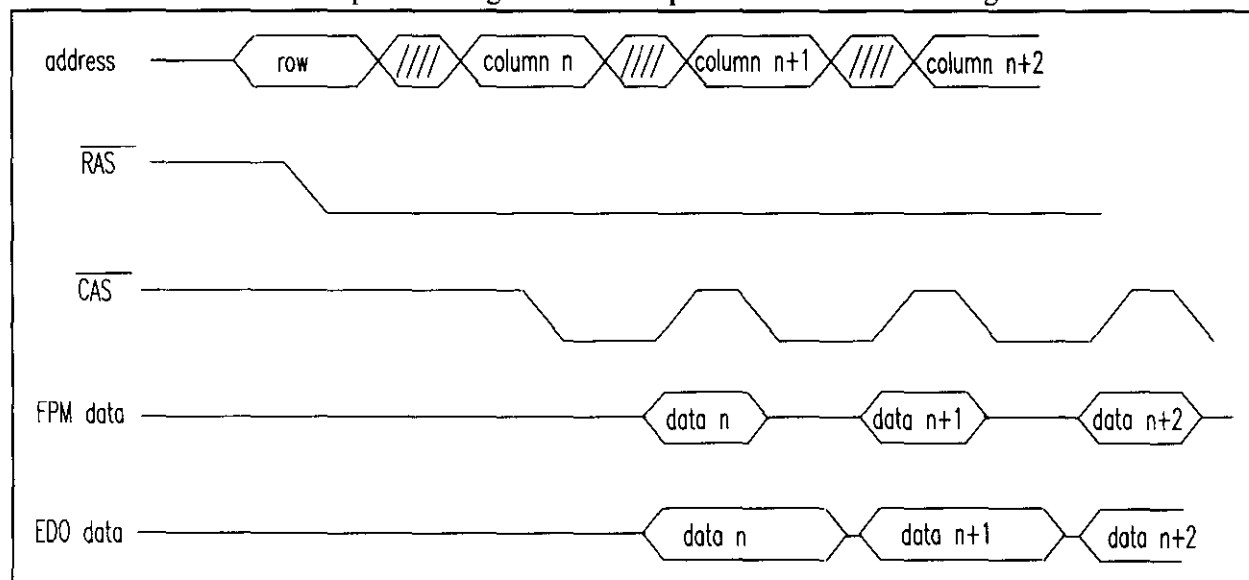 address row //// column n //// column n+1 //// column n+2
RAS
CAS
FPM data data n data n+1 data n+2
EDO data data n data n+1 data n+2